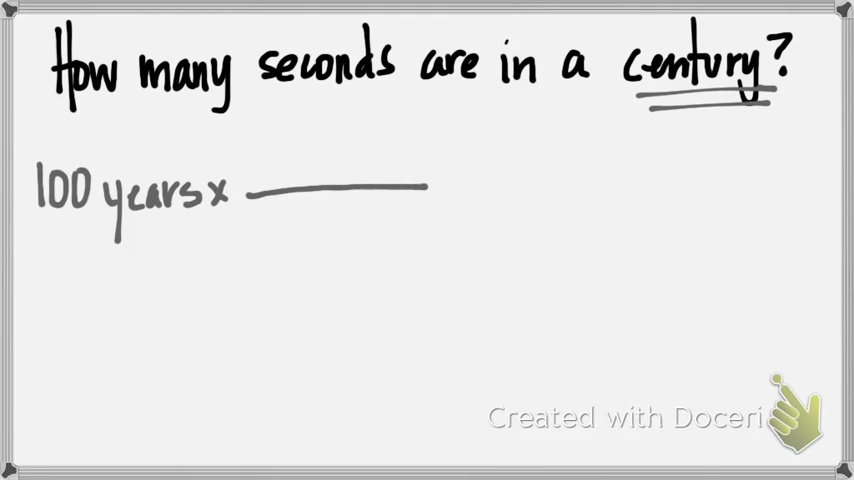 How many seconds are in a century?
100 years x
Created with Doceri